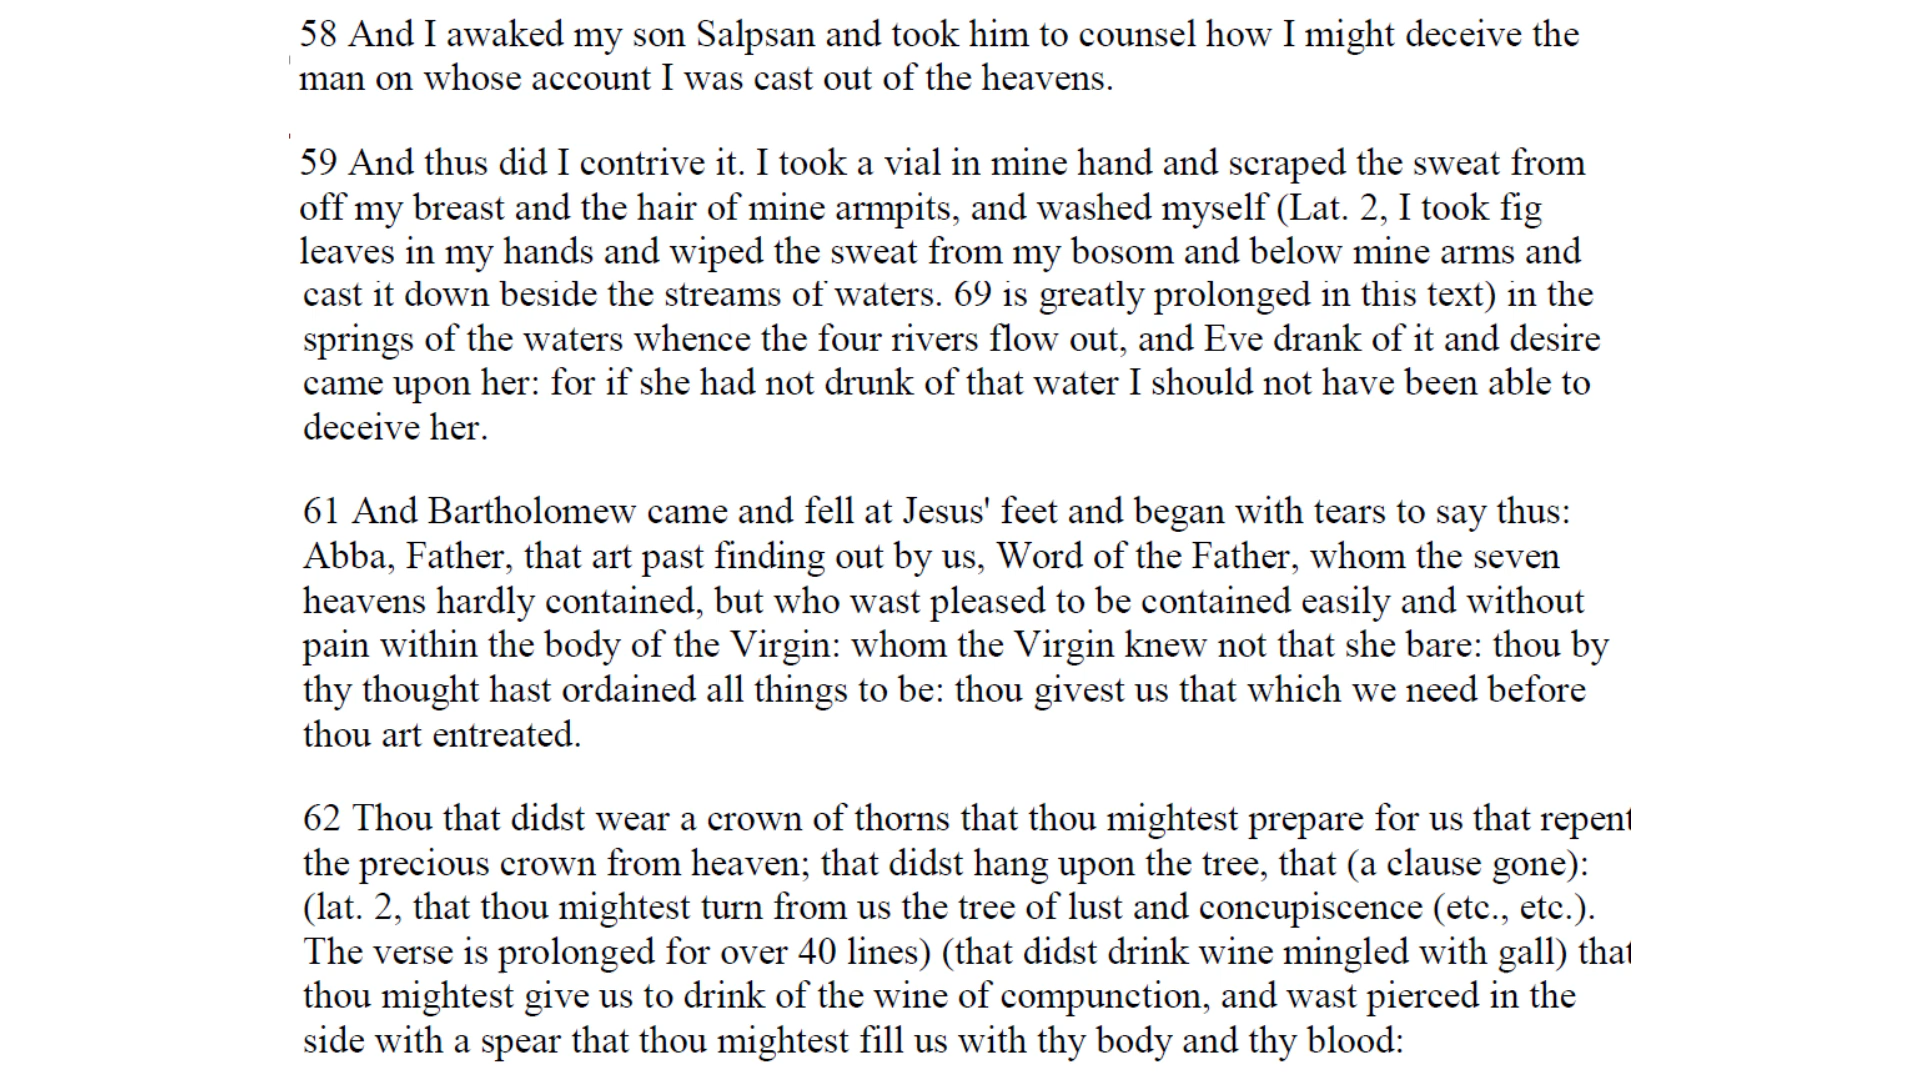 58 And I awaked my son Salpsan and took him to counsel how I might deceive the
man on whose account I was cast out of the heavens.
59 And thus did I contrive it. I took a vial in mine hand and scraped the sweat from
off my breast and the hair of mine armpits, and washed myself (Lat. 2, I took fig
leaves in my hands and wiped the sweat from my bosom and below mine arms and
cast it down beside the streams of waters. 69 is greatly prolonged in this text) in the
springs of the waters whence the four rivers flow out, and Eve drank of it and desire
came upon her: for if she had not drunk of that water I should not have been able to
deceive her.
61 And Bartholomew came and fell at Jesus' feet and began with tears to say thus:
Abba, Father, that art past finding out by us, Word of the Father, whom the seven
heavens hardly contained, but who wast pleased to be contained easily and without
pain within the body of the Virgin: whom the Virgin knew not that she bare: thou by
thy thought hast ordained all things to be: thou givest us that which we need before
thou art entreated.
62 Thou that didst wear a crown of thorns that thou mightest prepare for us that repent
the precious crown from heaven; that didst hang upon the tree, that (a clause gone):
(lat. 2, that thou mightest turn from us the tree of lust and concupiscence (etc., etc.).
The verse is prolonged for over 40 lines) (that didst drink wine mingled with gall) that
thou mightest give us to drink of the wine of compunction, and wast pierced in the
side with a spear that thou mightest fill us with thy body and thy blood: